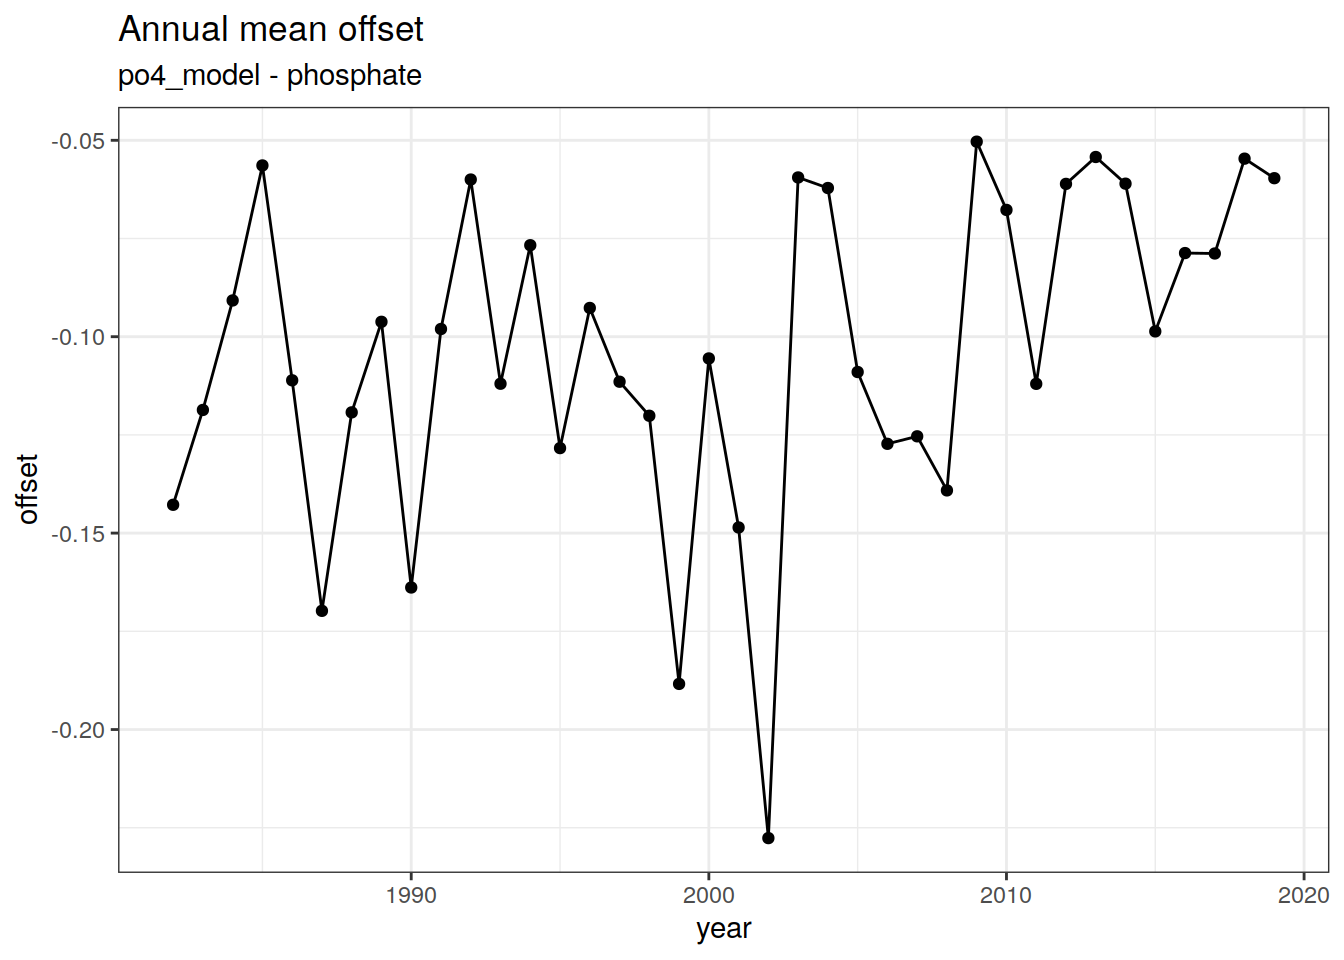 Annual mean offset
po4_model - phosphate
-0.05
-0.10
-0.15
-0.20
offset
1990 2000 2010 2020
year